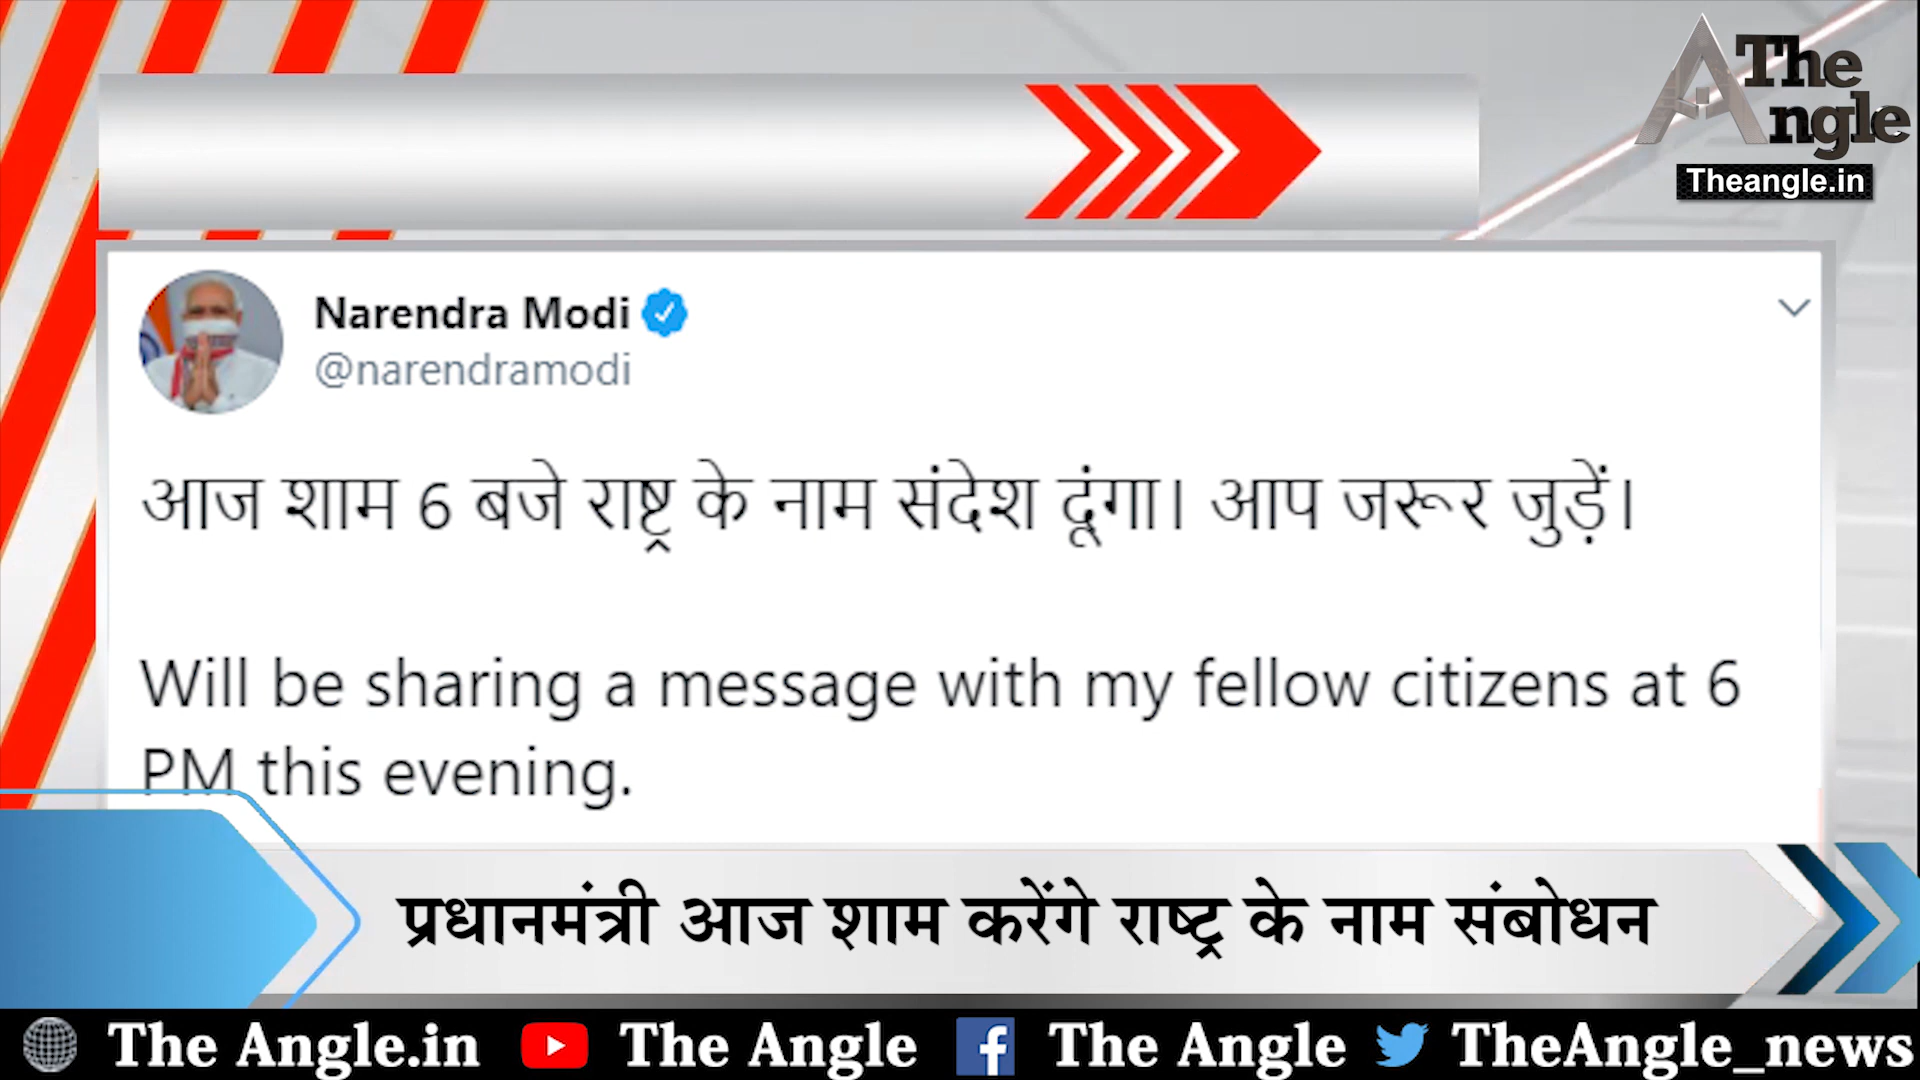 The
Angle
Theangle.in
Narendra Modi
@narendramodi
आज शाम 6 बजे राष्ट्र के नाम संदेश दूंगा। आप जरूर जुड़ें।
Will be sharing a message with my fellow citizens at 6
PM this evening.
प्रधानमंत्री आज शाम करेंगे राष्ट्र के नाम संबोधन
The Angle.in The Angle The Angle TheAngle_news